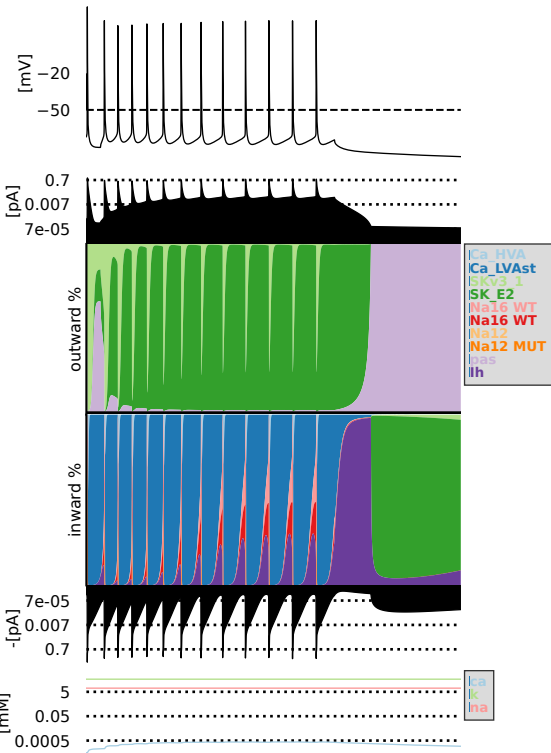 [mV]
−20
−50
[pA]
0.7
0.007
7e-05
outward %
Ca_HVA
Ca_LVAst
SKv3_1
SK_E2
Na16 WT
Na16 WT
Na12
Na12 MUT
pas
Ih
inward %
-[pA]
7e-05
0.007
0.7
[mM]
5
0.05
0.0005
ca
k
na